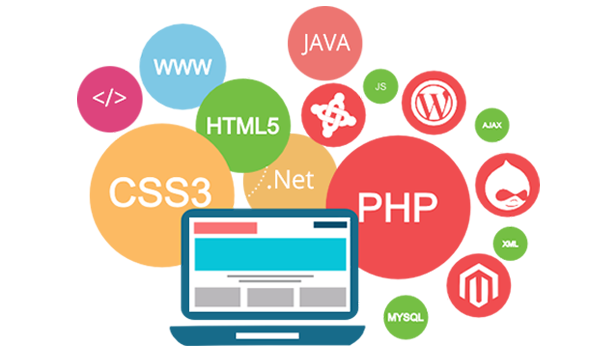 JAVA
WWW
</>
JS
HTML5
AJAX
.Net
CSS3
PHP
XML
MYSQL